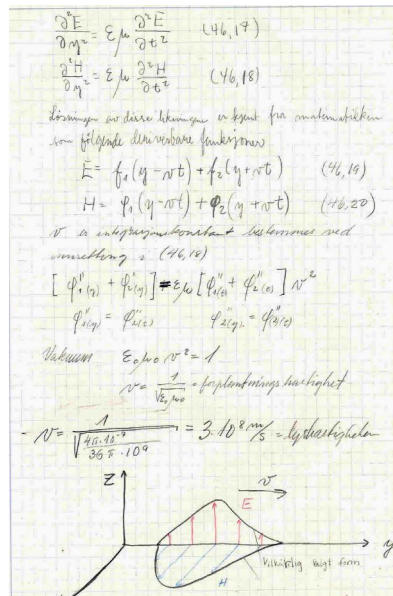 ∂²E/∂y² = εμ ∂²E/∂t² (46,17)
∂²H/∂y² = εμ ∂²H/∂t² (46,18)
Løsningen av disse likningene er kjent fra matematikken
som følgende deriverbare funksjoner
E = f₁(y-vt) + f₂(y+vt) (46,19)
H = φ₁(y-vt) + φ₂(y+vt) (46,20)
v er integrasjonskonstant bestemmes ved
innsetting i (46,18)
[φ₁"(y) + φ₂"(y)] = εμ [φ₁"(t) + φ₂"(t)] v²
φ₁"(y) = φ₁"(t) φ₂"(y) = φ₂"(t)
Vakuum ε₀μ₀v² = 1
v = 1/√ε₀μ₀ = forplantningshastighet
v = 1/√(4π·10⁻⁷/36π·10⁹) = 3·10⁸ m/s = lyshastigheten
Z
v
E
y
H
Vilkårlig valgt form